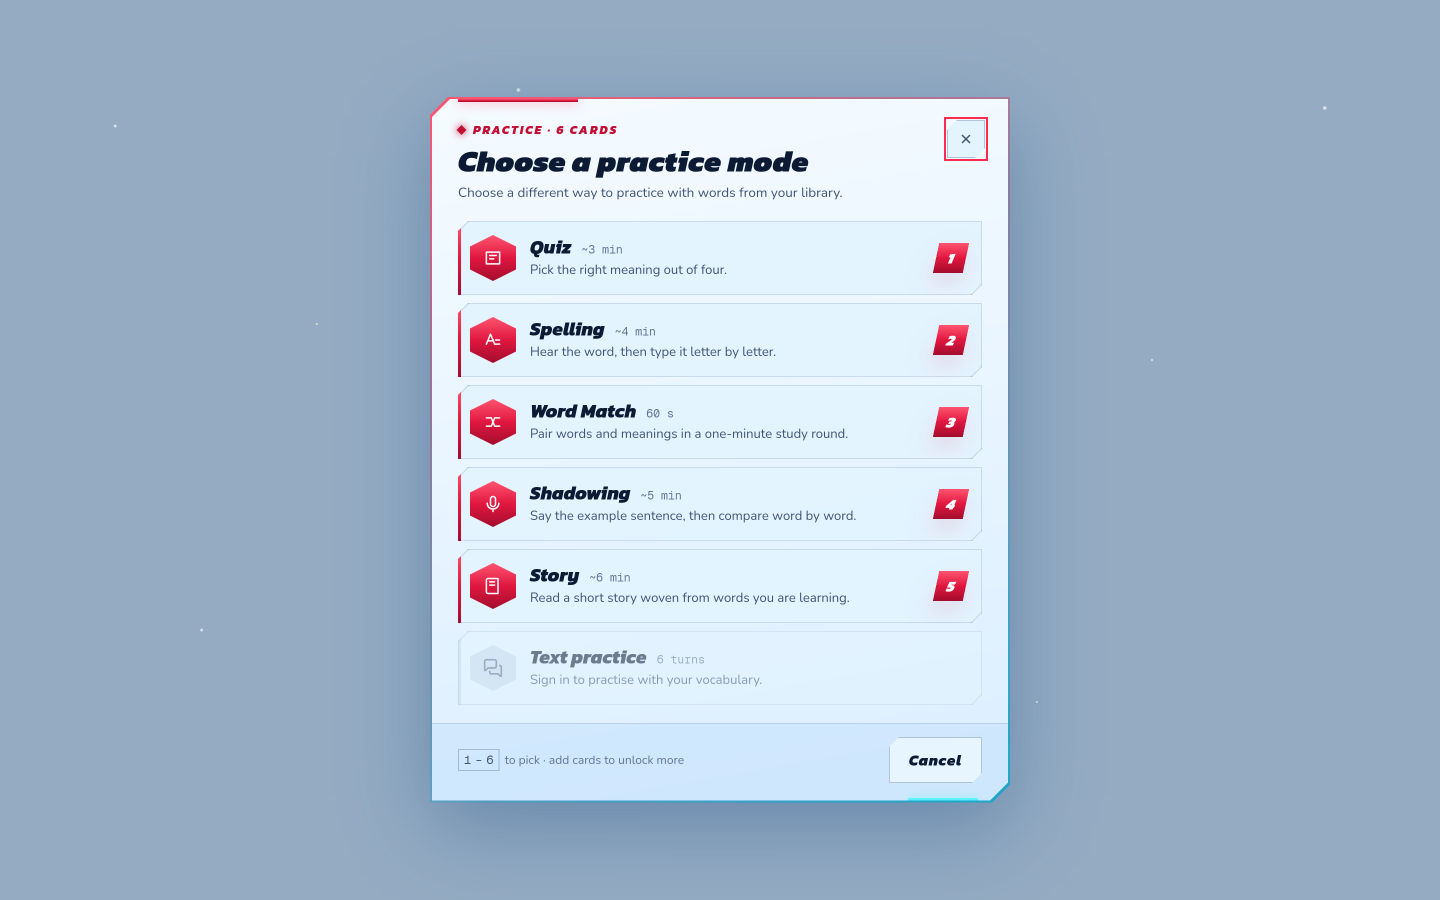 PRACTICE · 6 CARDS
Choose a practice mode
Choose a different way to practice with words from your library.
Quiz ~3 min
Pick the right meaning out of four.
1
Spelling ~4 min
Hear the word, then type it letter by letter.
2
Word Match 60 s
Pair words and meanings in a one-minute study round.
3
Shadowing ~5 min
Say the example sentence, then compare word by word.
4
Story ~6 min
Read a short story woven from words you are learning.
5
Text practice 6 turns
Sign in to practise with your vocabulary.
1 – 6 to pick · add cards to unlock more
Cancel